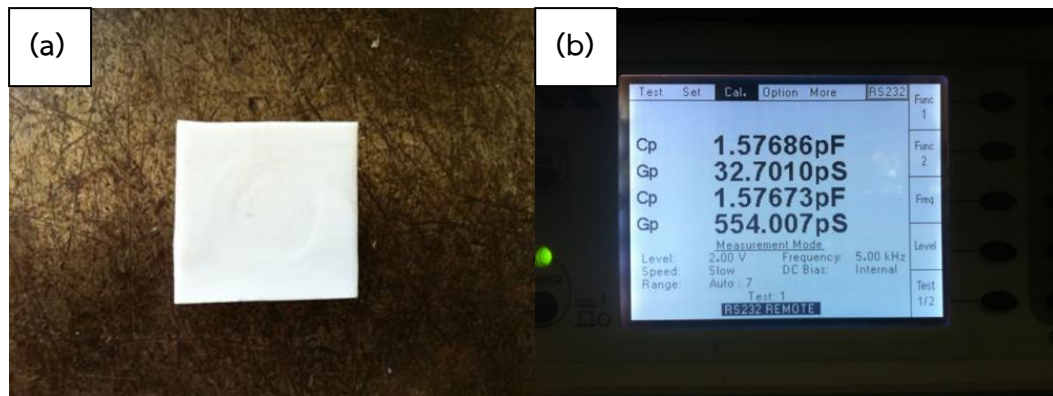 (a)
(b)
Test Set Cal. Option More RS232
Func
1
Cp 1.57686pF
Func
2
Gp 32.7010pS
Cp 1.57673pF
Freq
Gp 554.007pS
Measurement Mode
Level
Level: 2.00 V Frequency: 5.00 kHz
Speed: Slow DC Bias: Internal
Range: Auto : 7
Test
1/2
Test: 1
RS232 REMOTE